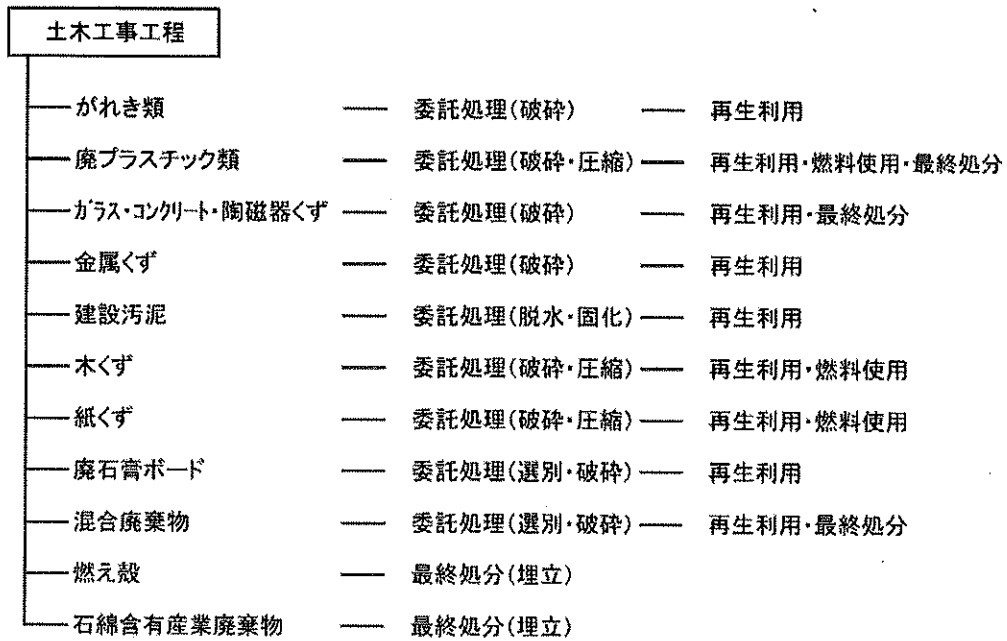 土木工事工程
がれき類 委託処理(破砕) 再生利用
廃プラスチック類 委託処理(破砕・圧縮) 再生利用・燃料使用・最終処分
ガラス・コンクリート・陶磁器くず 委託処理(破砕) 再生利用・最終処分
金属くず 委託処理(破砕) 再生利用
建設汚泥 委託処理(脱水・固化) 再生利用
木くず 委託処理(破砕・圧縮) 再生利用・燃料使用
紙くず 委託処理(破砕・圧縮) 再生利用・燃料使用
廃石膏ボード 委託処理(選別・破砕) 再生利用
混合廃棄物 委託処理(選別・破砕) 再生利用・最終処分
燃え殻 最終処分(埋立)
石綿含有産業廃棄物 最終処分(埋立)